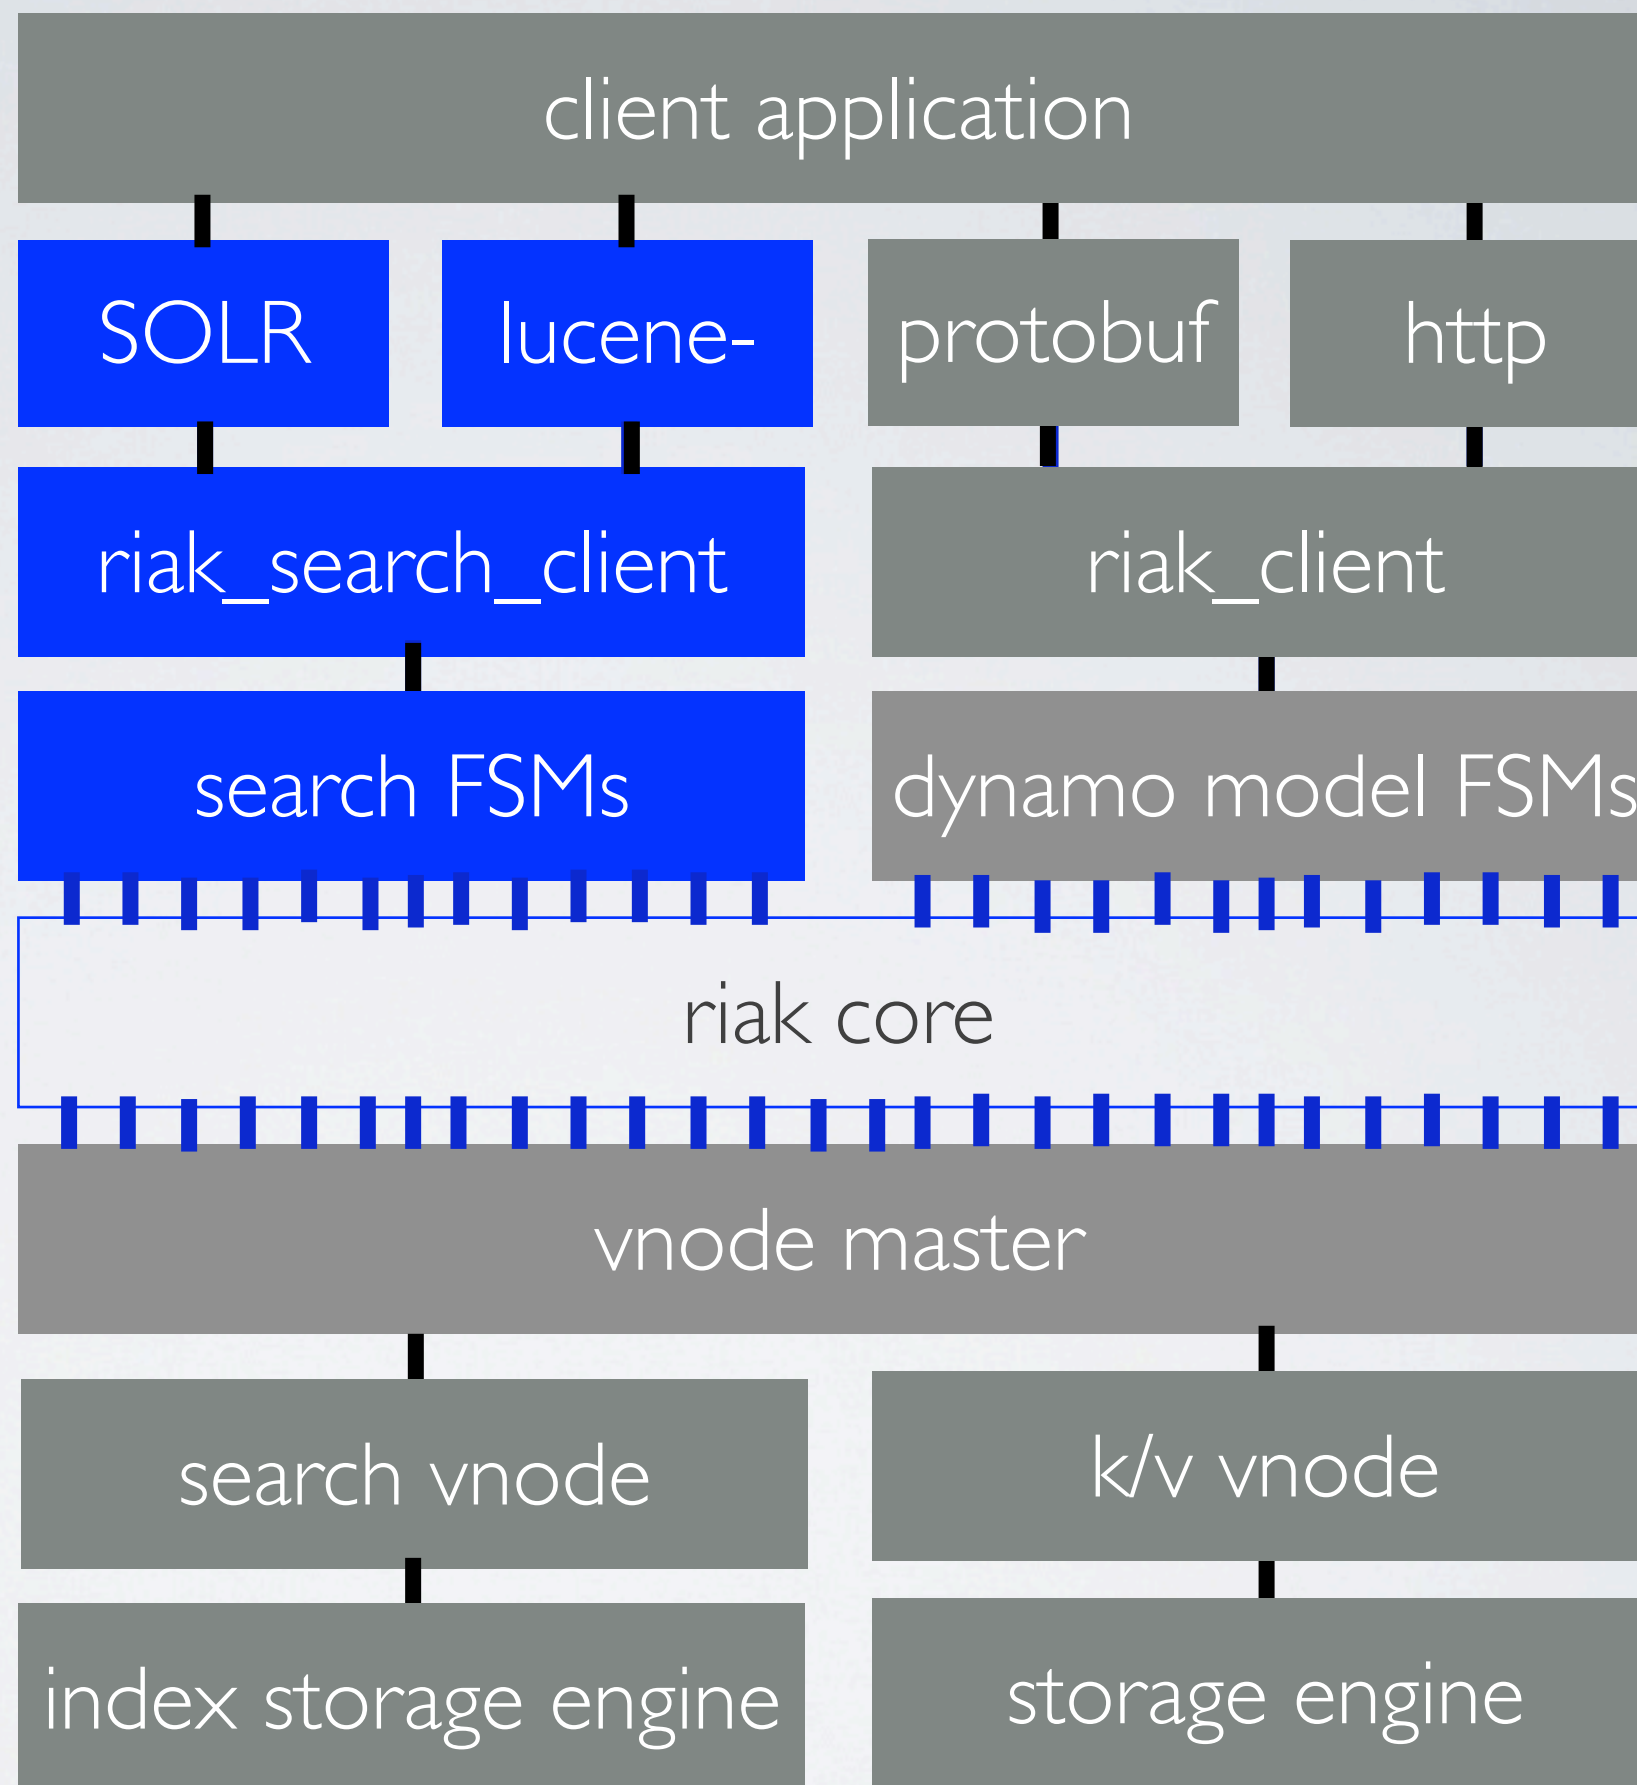 client application
SOLR
lucene-
protobuf
http
riak_search_client
riak_client
search FSMs
dynamo model FSMs
riak core
vnode master
search vnode
k/v vnode
index storage engine
storage engine